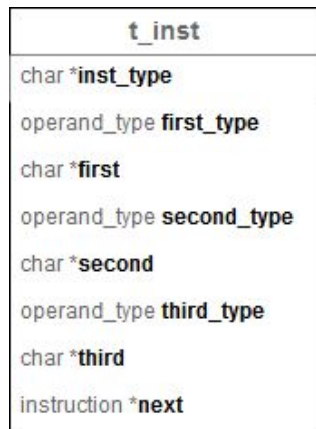 t_inst
char *inst_type
operand_type first_type
char *first
operand_type second_type
char *second
operand_type third_type
char *third
instruction *next